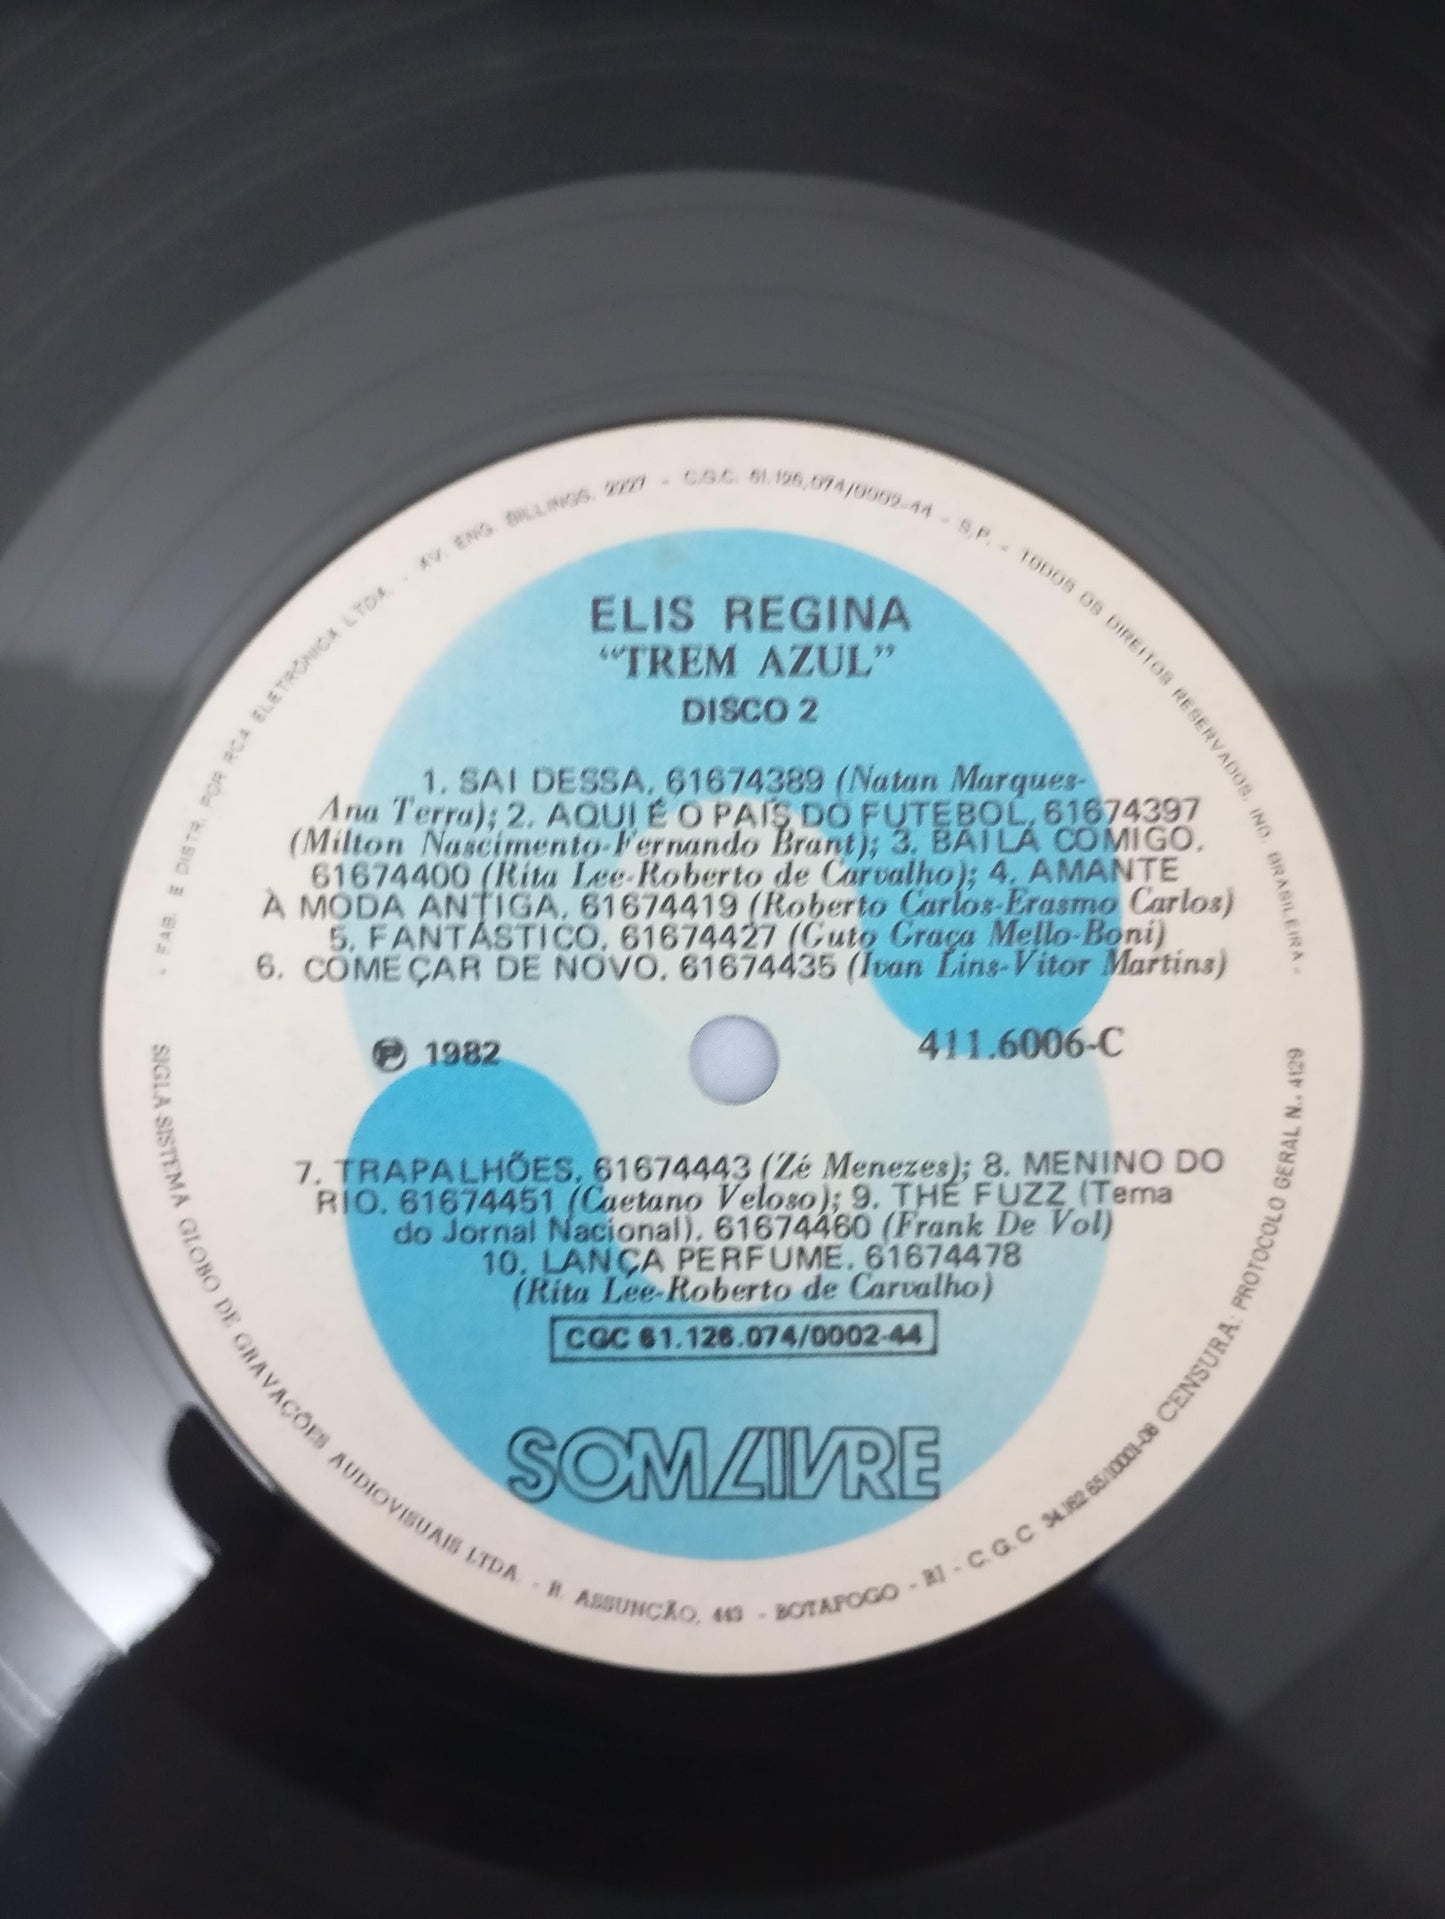 ELIS REGINA
“TREM AZUL”
DISCO 2
1. SAI DESSA, 61674389 (Natan Marques-
Ana Terra); 2. AQUI É O PAÍS DO FUTEBOL, 61674397
(Milton Nascimento-Fernando Brant); 3. BAILA COMIGO,
61674400 (Rita Lee-Roberto de Carvalho); 4. AMANTE
À MODA ANTIGA, 61674419 (Roberto Carlos-Erasmo Carlos)
5. FANTÁSTICO, 61674427 (Guto Graça Mello-Boni)
6. COMEÇAR DE NOVO, 61674435 (Ivan Lins-Vitor Martins)
℗ 1982
411.6006-C
7. TRAPALHÕES, 61674443 (Zé Menezes); 8. MENINO DO
RIO, 61674451 (Caetano Veloso); 9. THE FUZZ (Tema
do Jornal Nacional), 61674460 (Frank De Vol)
10. LANÇA PERFUME, 61674478
(Rita Lee-Roberto de Carvalho)
CGC 61.126.074/0002-44
SOM LIVRE
- FAB. E DISTR. POR RCA ELETRÔNICA LTDA. - AV. ENG. BILLINGS, 2227 - C.G.C. 61.126.074/0002-44 - S.P. - TODOS OS DIREITOS RESERVADOS. IND. BRASILEIRA -
SIGLA-SISTEMA GLOBO DE GRAVAÇÕES AUDIOVISUAIS LTDA. - R. ASSUNÇÃO, 443 - BOTAFOGO - RJ - C.G.C 34.162.65/10001-06 CENSURA: PROTOCOLO GERAL N.. 4129